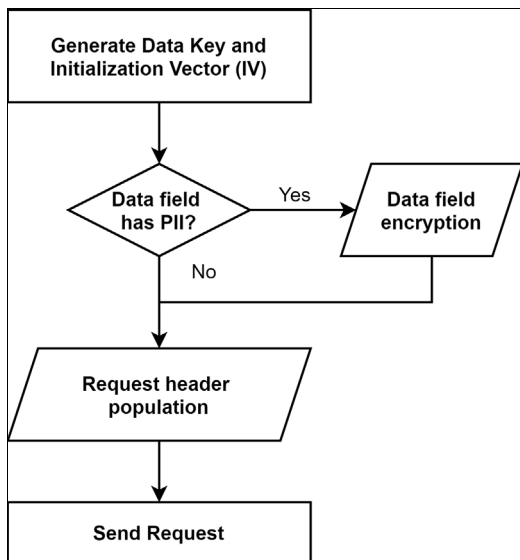 Generate Data Key and
Initialization Vector (IV)
Data field
has PII?
Yes
Data field
encryption
No
Request header
population
Send Request